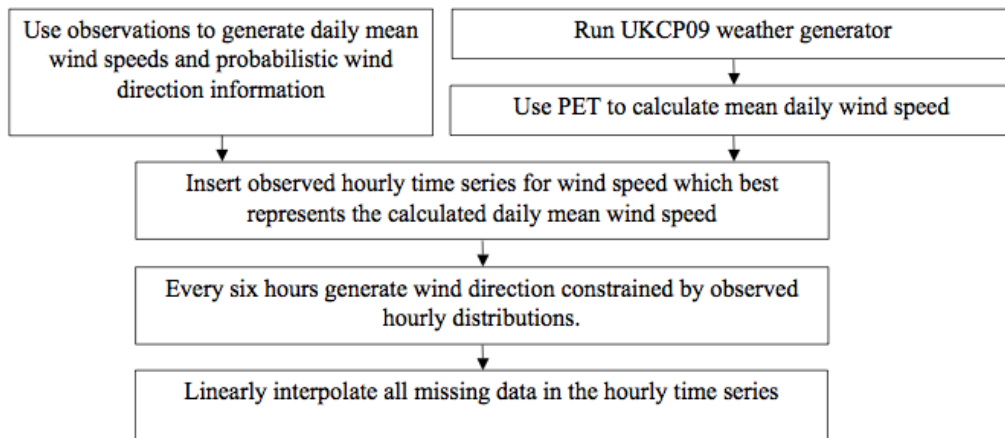 Use observations to generate daily mean
wind speeds and probabilistic wind
direction information
Run UKCP09 weather generator
Use PET to calculate mean daily wind speed
Insert observed hourly time series for wind speed which best
represents the calculated daily mean wind speed
Every six hours generate wind direction constrained by observed
hourly distributions.
Linearly interpolate all missing data in the hourly time series